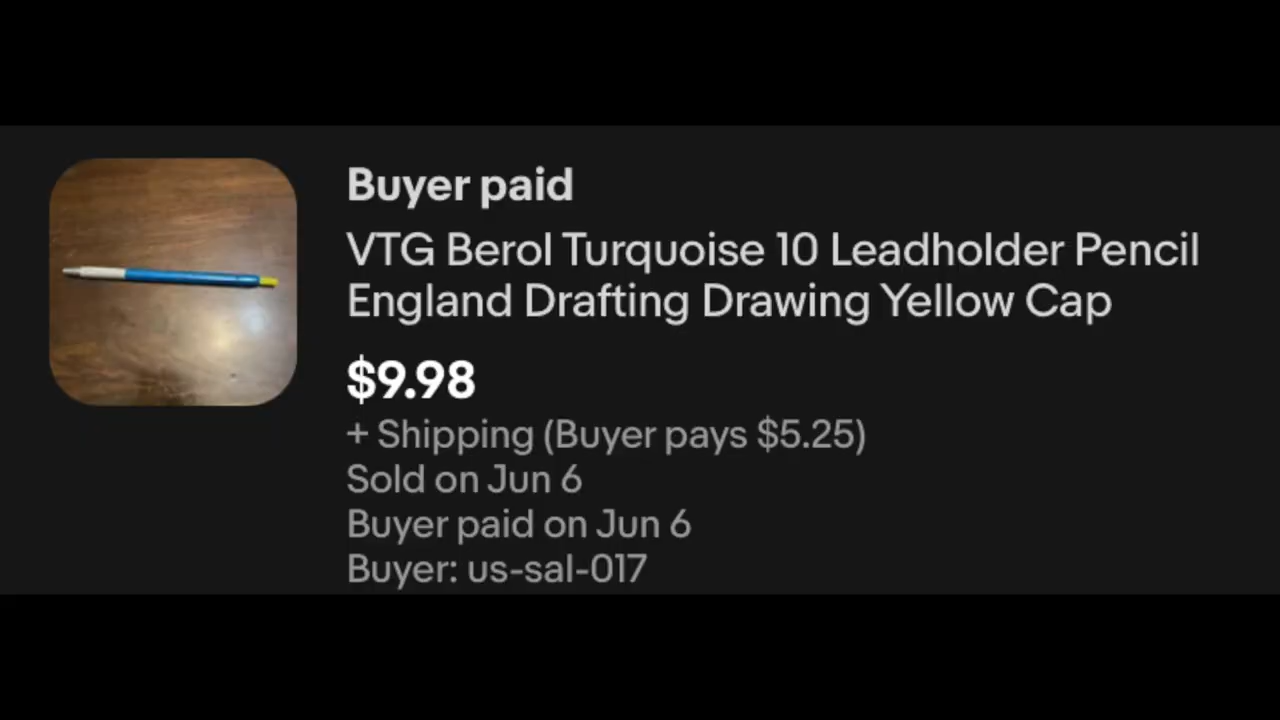 Buyer paid
VTG Berol Turquoise 10 Leadholder Pencil
England Drafting Drawing Yellow Cap
$9.98
+ Shipping (Buyer pays $5.25)
Sold on Jun 6
Buyer paid on Jun 6
Buyer: us-sal-017